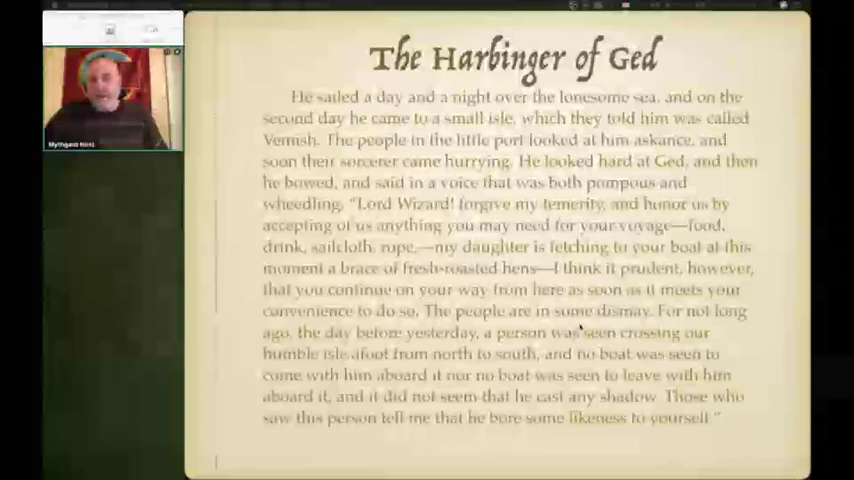 The Harbinger of Ged
He sailed a day and a night over the lonesome sea, and on the
second day he came to a small isle, which they told him was called
Vemish. The people in the little port looked at him askance, and
soon their sorcerer came hurrying. He looked hard at Ged, and then
he bowed, and said in a voice that was both pompous and
wheedling, "Lord Wizard! forgive my temerity, and honor us by
accepting of us anything you may need for your voyage—food,
drink, sailcloth, rope,—my daughter is fetching to your boat at this
moment a brace of fresh-roasted hens—I think it prudent, however,
that you continue on your way from here as soon as it meets your
convenience to do so. The people are in some dismay. For not long
ago, the day before yesterday, a person was seen crossing our
humble isle afoot from north to south, and no boat was seen to
come with him aboard it nor no boat was seen to leave with him
aboard it, and it did not seem that he cast any shadow. Those who
saw this person tell me that he bore some likeness to yourself."
Mythgard Host